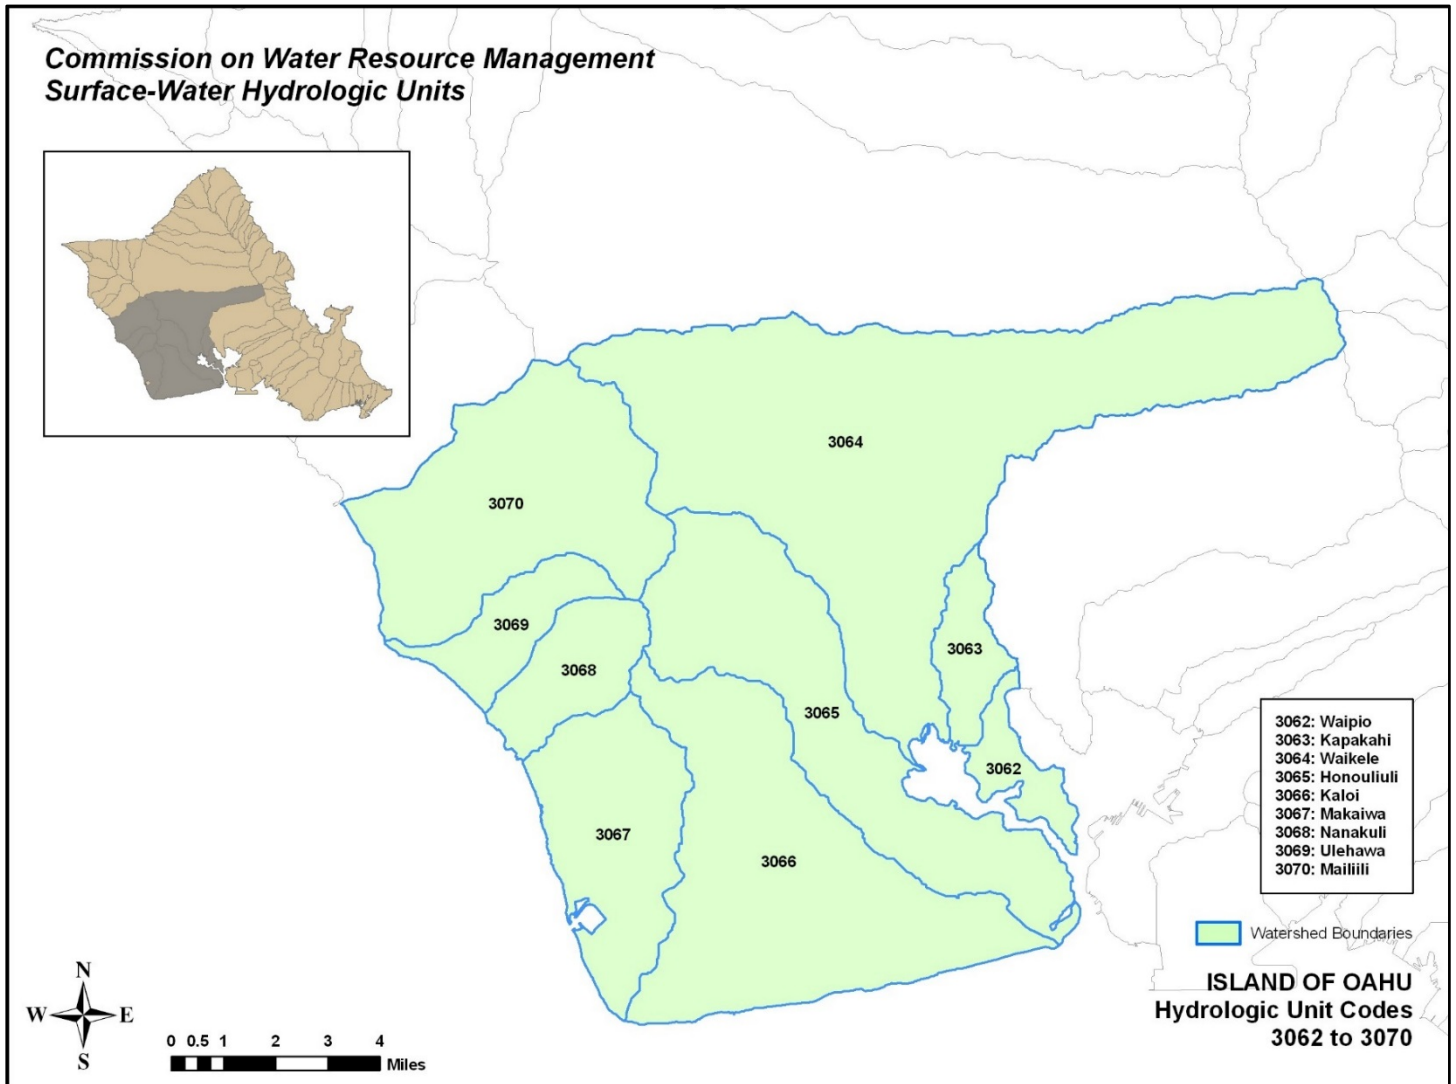 Commission on Water Resource Management
Surface-Water Hydrologic Units
3064
3070
3069
3063
3068
3065
3062
3067
3066
3062: Waipio
3063: Kapakahi
3064: Waikele
3065: Honouliuli
3066: Kaloi
3067: Makaiwa
3068: Nanakuli
3069: Ulehawa
3070: Mailiili
Watershed Boundaries
ISLAND OF OAHU
Hydrologic Unit Codes
3062 to 3070
N
W E
S
0 0.5 1 2 3 4
Miles